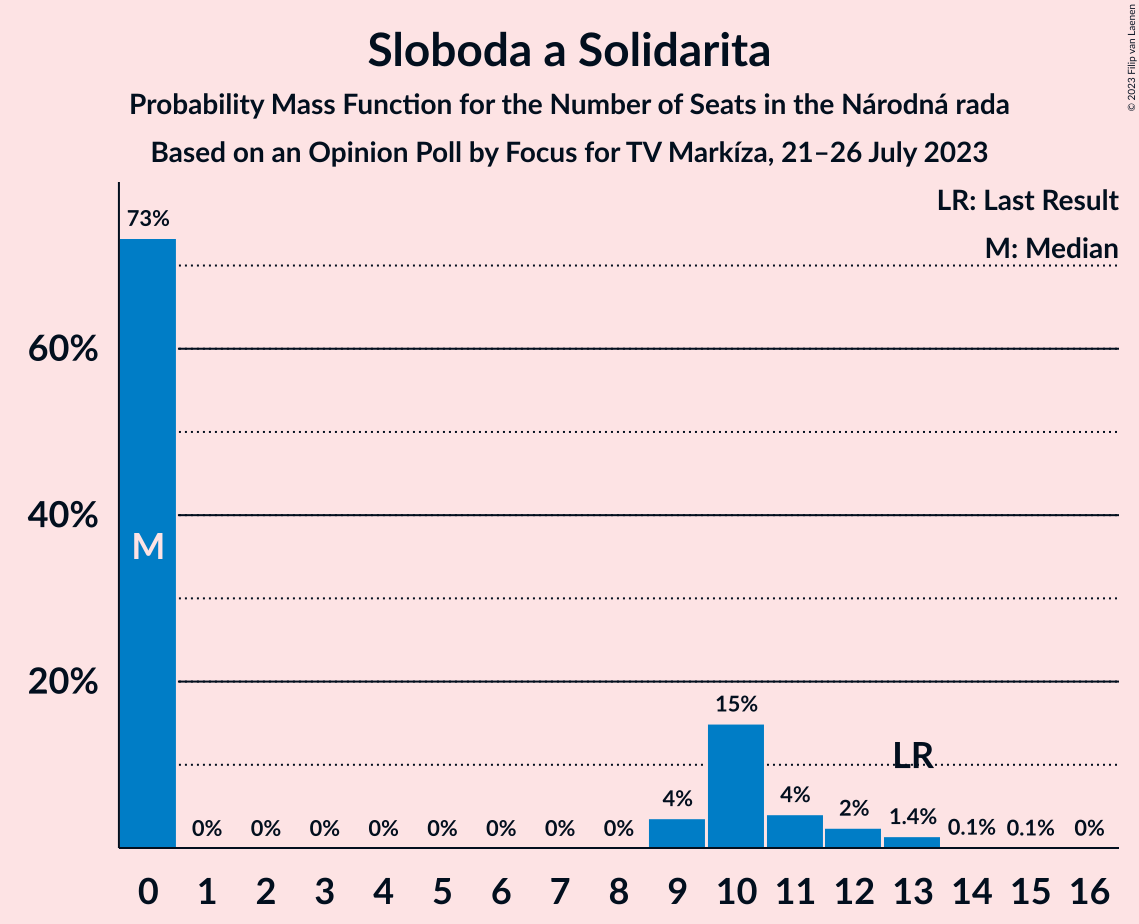 Sloboda a Solidarita
Probability Mass Function for the Number of Seats in the Národná rada
Based on an Opinion Poll by Focus for TV Markíza, 21–26 July 2023
© 2023 Filip van Laenen
LR: Last Result
M: Median
73%
60%
40%
M
20%
15%
LR
4%
4%
2%
1.4%
0% 0% 0% 0% 0% 0% 0% 0% 0.1% 0.1% 0%
0 1 2 3 4 5 6 7 8 9 10 11 12 13 14 15 16